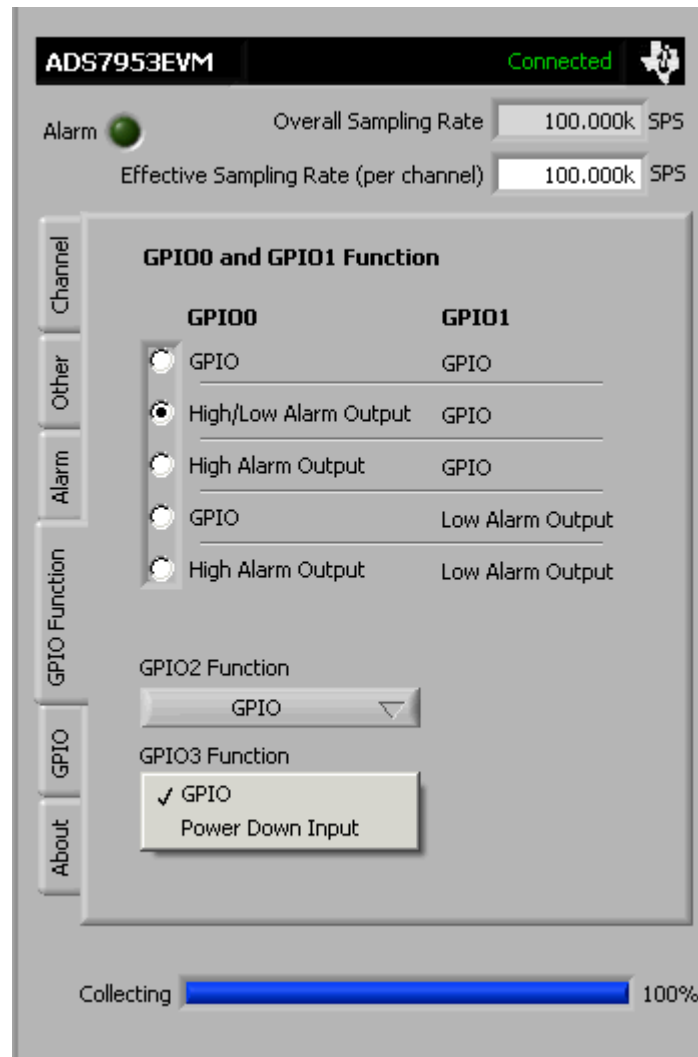 ADS7953EVM Connected
Alarm Overall Sampling Rate 100.000k SPS
Effective Sampling Rate (per channel) 100.000k SPS
Channel
Other
Alarm
GPIO Function
GPIO
About
GPIO0 and GPIO1 Function
GPIO0 GPIO1
GPIO GPIO
High/Low Alarm Output GPIO
High Alarm Output GPIO
GPIO Low Alarm Output
High Alarm Output Low Alarm Output
GPIO2 Function
GPIO
GPIO3 Function
✓ GPIO
Power Down Input
Collecting 100%